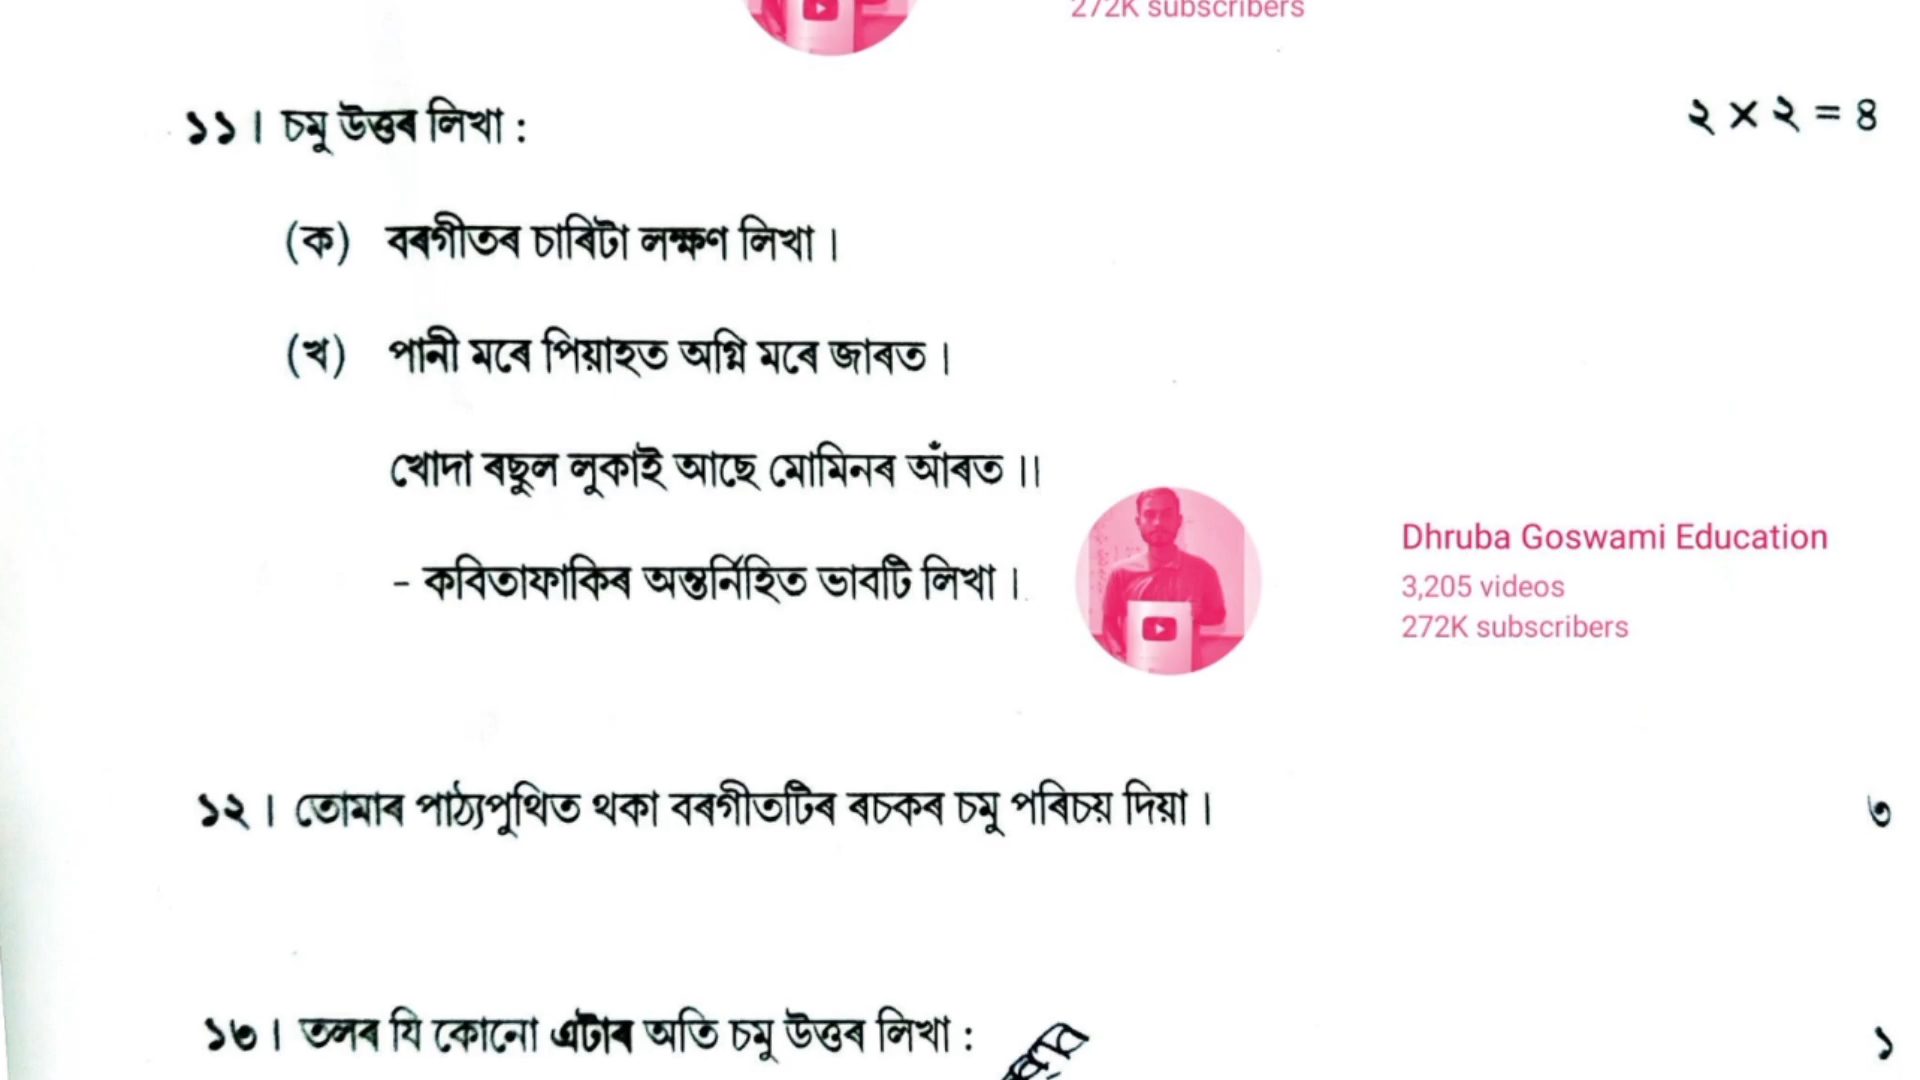 272K subscribers
১১। চমু উত্তৰ লিখা : ২ × ২ = ৪
(ক) বৰগীতৰ চাৰিটা লক্ষণ লিখা।
(খ) পানী মৰে পিয়াহত অগ্নি মৰে জাৰত।
খোদা ৰছুল লুকাই আছে মোমিনৰ আঁৰত॥
- কবিতাফাকিৰ অন্তৰ্নিহিত ভাবটি লিখা।
Dhruba Goswami Education
3,205 videos
272K subscribers
১২। তোমাৰ পাঠ্যপুথিত থকা বৰগীতটিৰ ৰচকৰ চমু পৰিচয় দিয়া। ৩
১৩। তলৰ যি কোনো এটাৰ অতি চমু উত্তৰ লিখা : ১